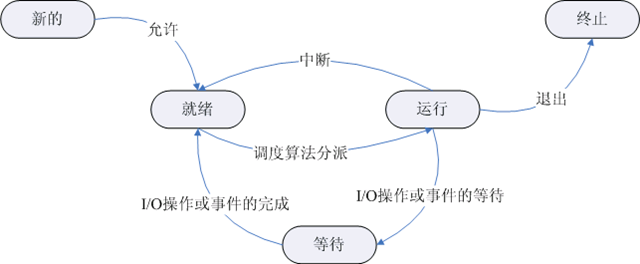 新的
终止
允许
中断
就绪
运行
退出
调度算法分派
I/O操作或事件的完成
I/O操作或事件的等待
等待